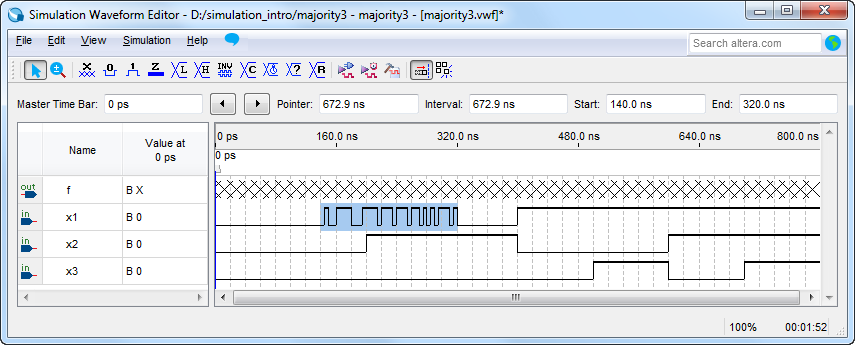 Simulation Waveform Editor - D:/simulation_intro/majority3 - majority3 - [majority3.vwf]*
File Edit View Simulation Help Search altera.com
X 0 1 Z L H INV C ? R
Master Time Bar: 0 ps Pointer: 672.9 ns Interval: 672.9 ns Start: 140.0 ns End: 320.0 ns
Name Value at 0 ps
0 ps 160.0 ns 320.0 ns 480.0 ns 640.0 ns 800.0 ns
0 ps
out f B X
in x1 B 0
in x2 B 0
in x3 B 0
100% 00:01:52